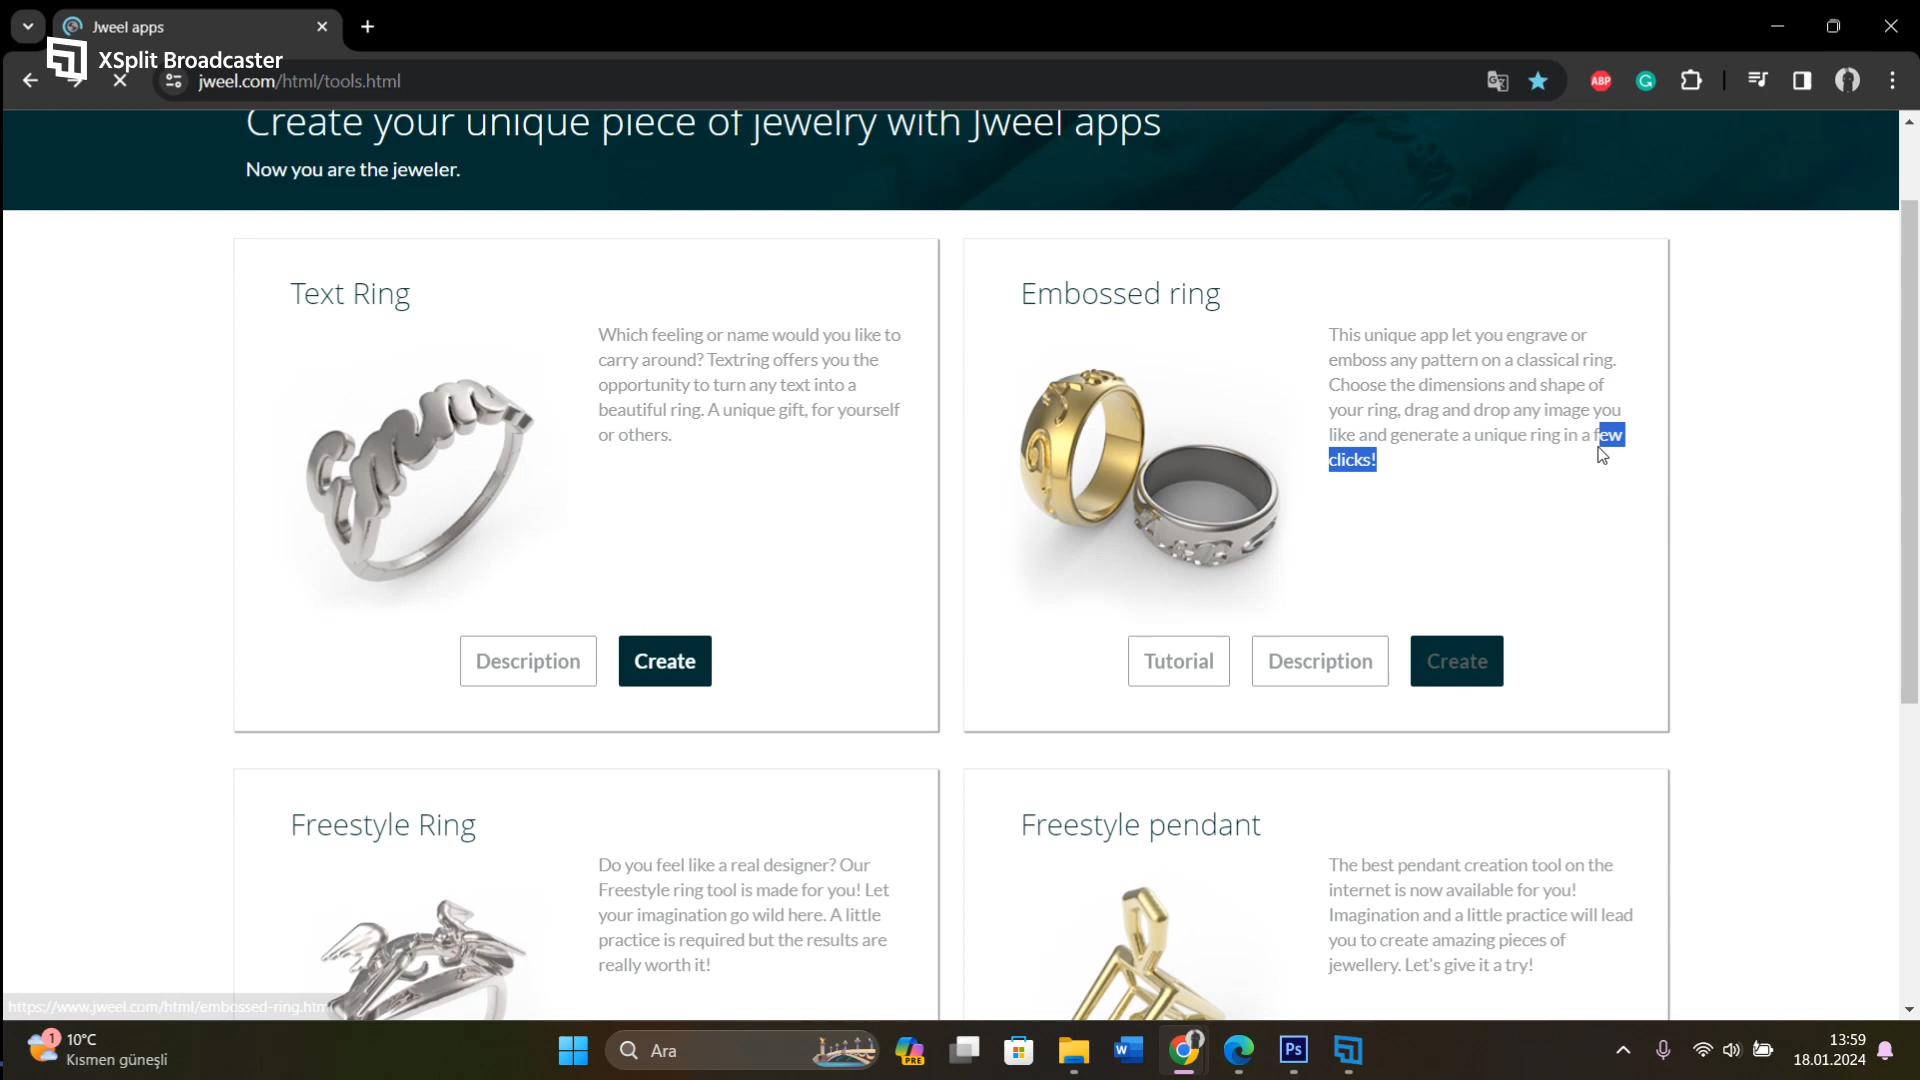 Jweel apps
XSplit Broadcaster
jweel.com/html/tools.html
ABP
Create your unique piece of jewelry with Jweel apps
Now you are the jeweler.
Text Ring
Which feeling or name would you like to
carry around? Textring offers you the
opportunity to turn any text into a
beautiful ring. A unique gift, for yourself
or others.
Description
Create
Embossed ring
This unique app let you engrave or
emboss any pattern on a classical ring.
Choose the dimensions and shape of
your ring, drag and drop any image you
like and generate a unique ring in a few
clicks!
Tutorial
Description
Create
Freestyle Ring
Do you feel like a real designer? Our
Freestyle ring tool is made for you! Let
your imagination go wild here. A little
practice is required but the results are
really worth it!
Freestyle pendant
The best pendant creation tool on the
internet is now available for you!
Imagination and a little practice will lead
you to create amazing pieces of
jewellery. Let's give it a try!
https://www.jweel.com/html/embossed-ring.htm
1
10°C
Kısmen güneşli
Ara
PRE
W
Ps
13:59
18.01.2024